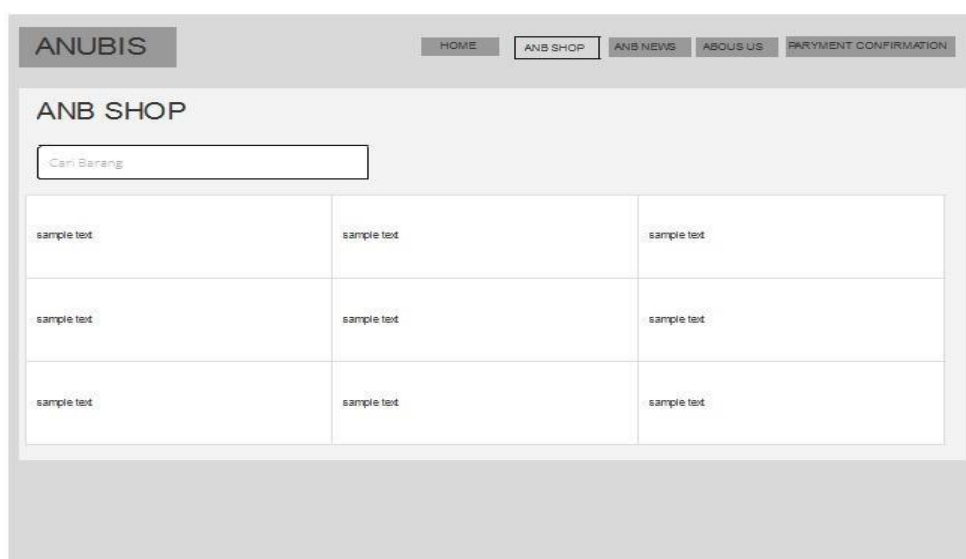 ANUBIS
HOME
ANB SHOP
ANB NEWS
ABOUS US
PARYMENT CONFIRMATION
ANB SHOP
Cari Barang
sample text
sample text
sample text
sample text
sample text
sample text
sample text
sample text
sample text